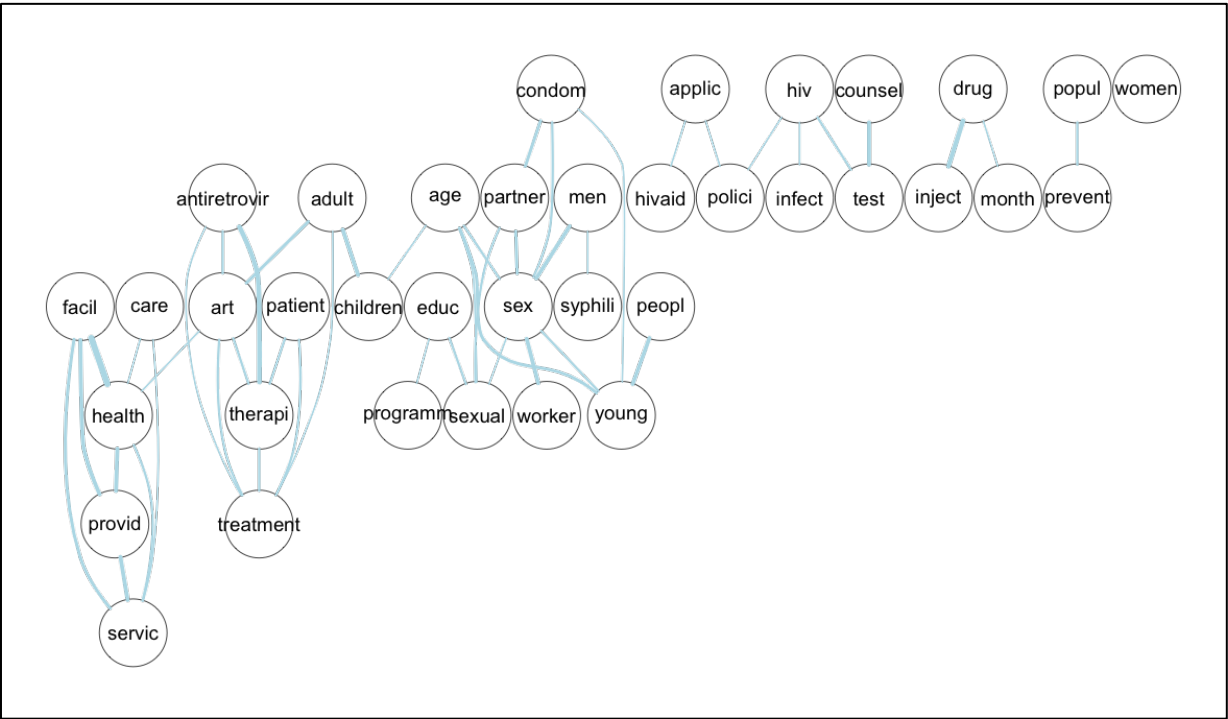 condom applic hiv counsel drug popul women
antiretrovir adult age partner men hivaid polici infect test inject month prevent
facil care art patient children educ sex syphili peopl
health therapi programm sexual worker young
provid treatment
servic